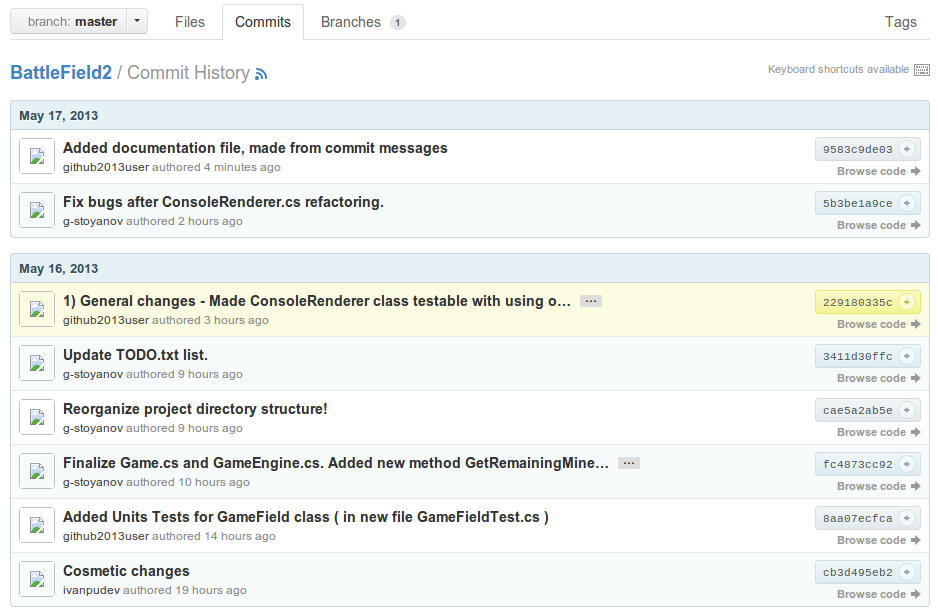 branch: master
Files
Commits
Branches 1
Tags
BattleField2 / Commit History
Keyboard shortcuts available
May 17, 2013
Added documentation file, made from commit messages
github2013user authored 4 minutes ago
9583c9de03
Browse code
Fix bugs after ConsoleRenderer.cs refactoring.
g-stoyanov authored 2 hours ago
5b3be1a9ce
Browse code
May 16, 2013
1) General changes - Made ConsoleRenderer class testable with using o… …
github2013user authored 3 hours ago
229180335c
Browse code
Update TODO.txt list.
g-stoyanov authored 9 hours ago
3411d30ffc
Browse code
Reorganize project directory structure!
g-stoyanov authored 9 hours ago
cae5a2ab5e
Browse code
Finalize Game.cs and GameEngine.cs. Added new method GetRemainingMine… …
g-stoyanov authored 10 hours ago
fc4873cc92
Browse code
Added Units Tests for GameField class ( in new file GameFieldTest.cs )
github2013user authored 14 hours ago
8aa07ecfca
Browse code
Cosmetic changes
ivanpudev authored 19 hours ago
cb3d495eb2
Browse code